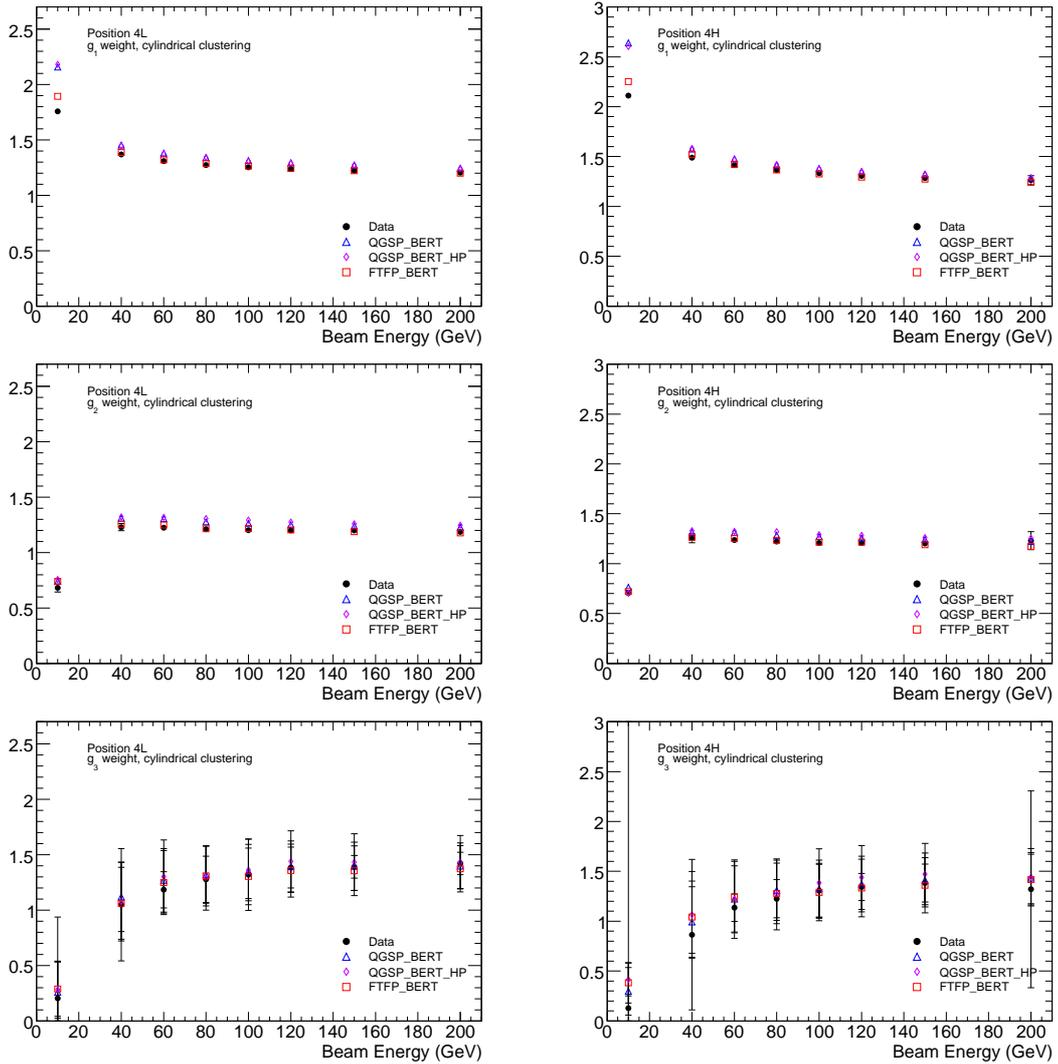 2.5
Position 4L
g1 weight, cylindrical clustering
2
1.5
1
0.5
0
Data
QGSP_BERT
QGSP_BERT_HP
FTFP_BERT
0 20 40 60 80 100 120 140 160 180 200
Beam Energy (GeV)
3
2.5
Position 4H
g1 weight, cylindrical clustering
2
1.5
1
0.5
0
Data
QGSP_BERT
QGSP_BERT_HP
FTFP_BERT
0 20 40 60 80 100 120 140 160 180 200
Beam Energy (GeV)
2.5
Position 4L
g2 weight, cylindrical clustering
2
1.5
1
0.5
0
Data
QGSP_BERT
QGSP_BERT_HP
FTFP_BERT
0 20 40 60 80 100 120 140 160 180 200
Beam Energy (GeV)
3
2.5
Position 4H
g2 weight, cylindrical clustering
2
1.5
1
0.5
0
Data
QGSP_BERT
QGSP_BERT_HP
FTFP_BERT
0 20 40 60 80 100 120 140 160 180 200
Beam Energy (GeV)
2.5
Position 4L
g3 weight, cylindrical clustering
2
1.5
1
0.5
0
Data
QGSP_BERT
QGSP_BERT_HP
FTFP_BERT
0 20 40 60 80 100 120 140 160 180 200
Beam Energy (GeV)
3
2.5
Position 4H
g3 weight, cylindrical clustering
2
1.5
1
0.5
0
Data
QGSP_BERT
QGSP_BERT_HP
FTFP_BERT
0 20 40 60 80 100 120 140 160 180 200
Beam Energy (GeV)